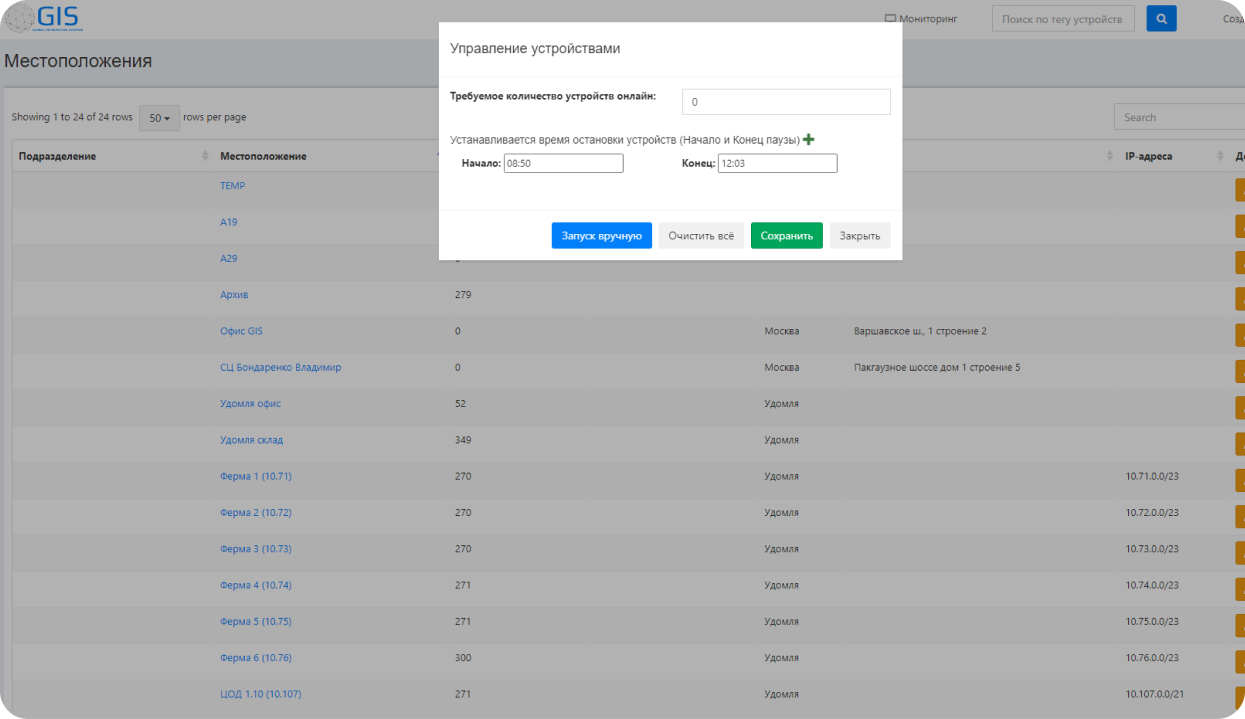 GIS
Мониторинг
Поиск по тегу устройств
Созд
Местоположения
Управление устройствами
Требуемое количество устройств онлайн: 0
Устанавливается время остановки устройств (Начало и Конец паузы)
Начало: 08:50 Конец: 12:03
Запуск вручную Очистить всё Сохранить Закрыть
Showing 1 to 24 of 24 rows 50 rows per page
Search
Подразделение Местоположение IP-адреса
TEMP
A19
A29
Архив 279
Офис GIS 0 Москва Варшавское ш., 1 строение 2
СЦ Бондаренко Владимир 0 Москва Пакгаузное шоссе дом 1 строение 5
Удомля офис 52 Удомля
Удомля склад 349 Удомля
Ферма 1 (10.71) 270 Удомля 10.71.0.0/23
Ферма 2 (10.72) 270 Удомля 10.72.0.0/23
Ферма 3 (10.73) 270 Удомля 10.73.0.0/23
Ферма 4 (10.74) 271 Удомля 10.74.0.0/23
Ферма 5 (10.75) 271 Удомля 10.75.0.0/23
Ферма 6 (10.76) 300 Удомля 10.76.0.0/23
ЦОД 1.10 (10.107) 271 Удомля 10.107.0.0/21